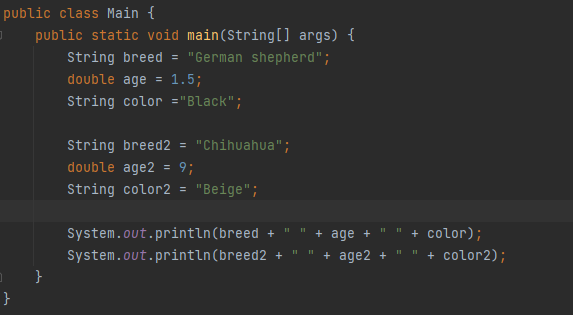 public class Main {
    public static void main(String[] args) {
        String breed = "German shepherd";
        double age = 1.5;
        String color ="Black";

        String breed2 = "Chihuahua";
        double age2 = 9;
        String color2 = "Beige";

        System.out.println(breed + " " + age + " " + color);
        System.out.println(breed2 + " " + age2 + " " + color2);
    }
}